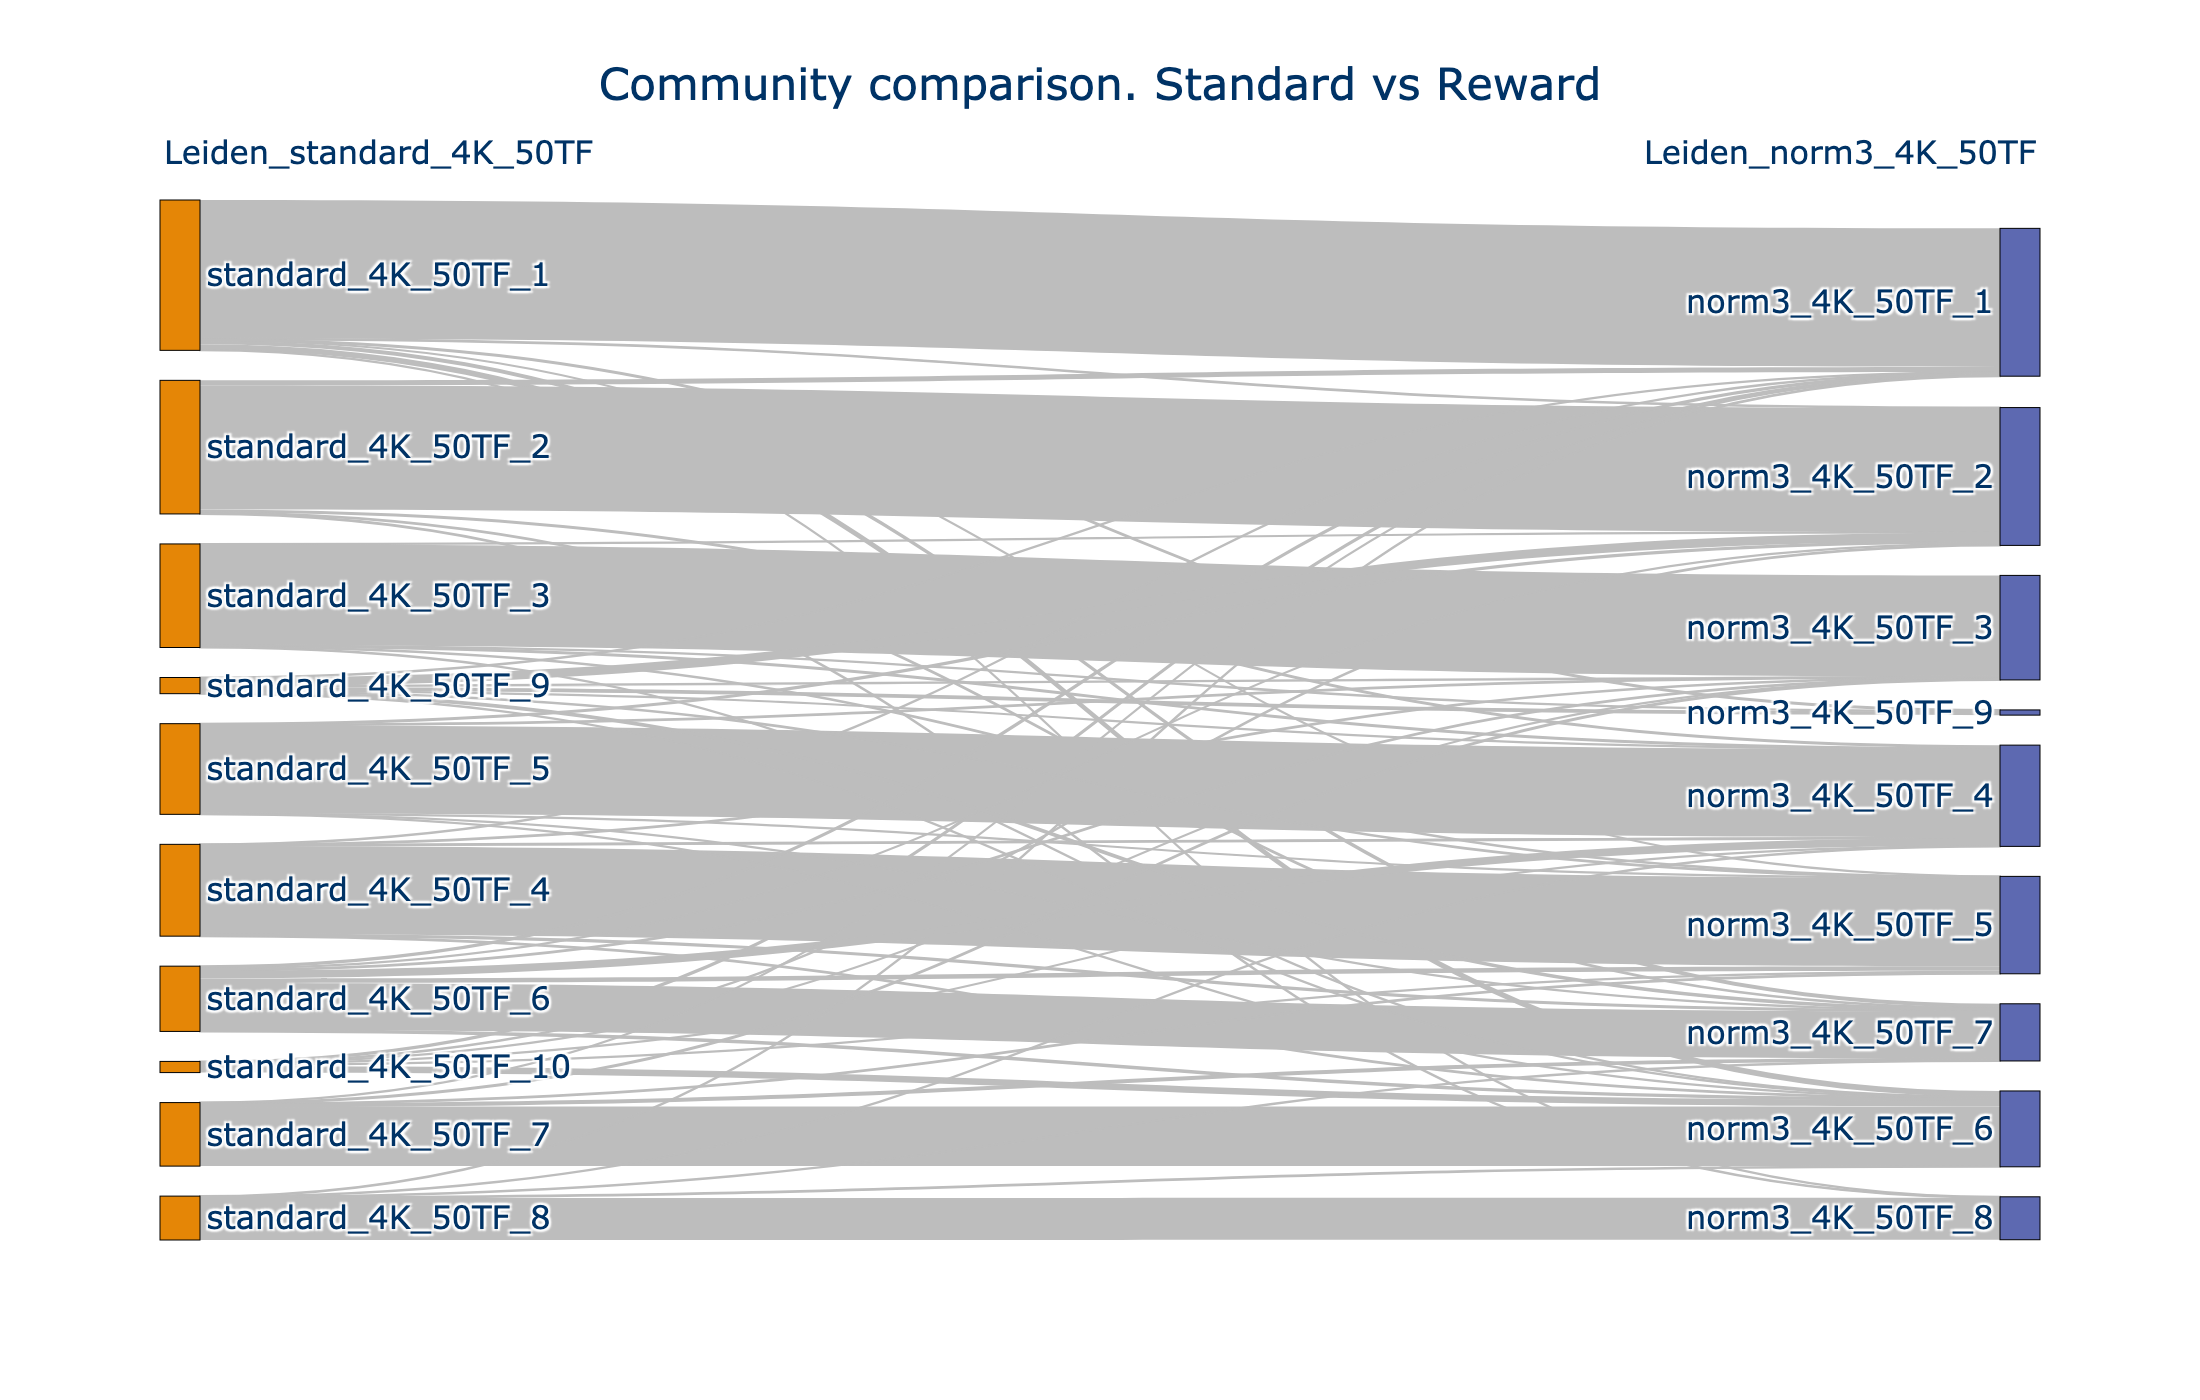 Community comparison. Standard vs Reward
Leiden_standard_4K_50TF
Leiden_norm3_4K_50TF
standard_4K_50TF_1
standard_4K_50TF_2
standard_4K_50TF_3
standard_4K_50TF_9
standard_4K_50TF_5
standard_4K_50TF_4
standard_4K_50TF_6
standard_4K_50TF_10
standard_4K_50TF_7
standard_4K_50TF_8
norm3_4K_50TF_1
norm3_4K_50TF_2
norm3_4K_50TF_3
norm3_4K_50TF_9
norm3_4K_50TF_4
norm3_4K_50TF_5
norm3_4K_50TF_7
norm3_4K_50TF_6
norm3_4K_50TF_8